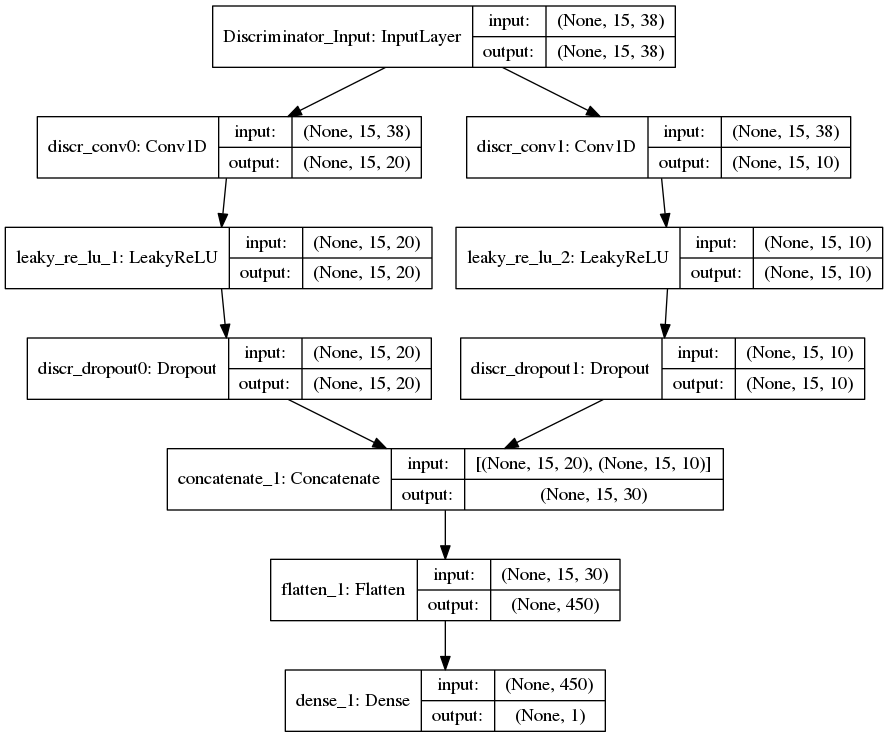 Discriminator_Input: InputLayer
input: (None, 15, 38)
output: (None, 15, 38)
discr_conv0: Conv1D
input: (None, 15, 38)
output: (None, 15, 20)
discr_conv1: Conv1D
input: (None, 15, 38)
output: (None, 15, 10)
leaky_re_lu_1: LeakyReLU
input: (None, 15, 20)
output: (None, 15, 20)
leaky_re_lu_2: LeakyReLU
input: (None, 15, 10)
output: (None, 15, 10)
discr_dropout0: Dropout
input: (None, 15, 20)
output: (None, 15, 20)
discr_dropout1: Dropout
input: (None, 15, 10)
output: (None, 15, 10)
concatenate_1: Concatenate
input: [(None, 15, 20), (None, 15, 10)]
output: (None, 15, 30)
flatten_1: Flatten
input: (None, 15, 30)
output: (None, 450)
dense_1: Dense
input: (None, 450)
output: (None, 1)